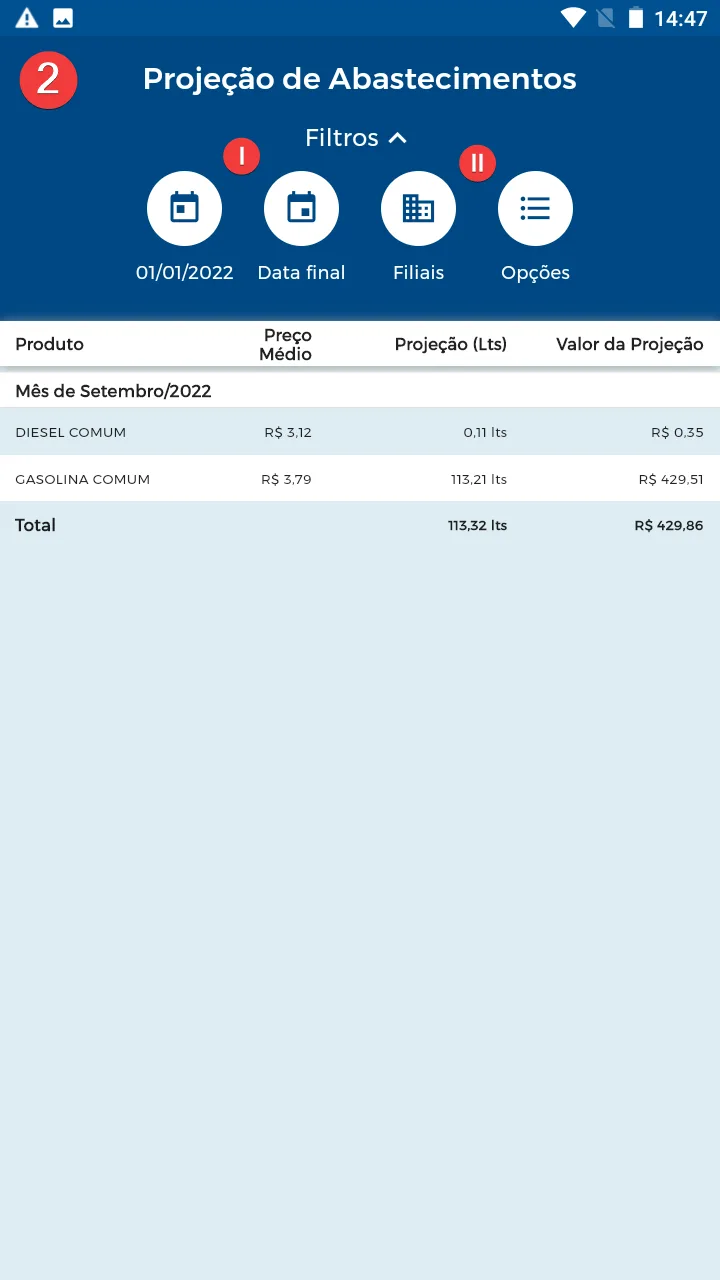 14:47
2
Projeção de Abastecimentos
Filtros
I
II
01/01/2022 Data final Filiais Opções
Produto Preço Médio Projeção (Lts) Valor da Projeção
Mês de Setembro/2022
DIESEL COMUM R$ 3,12 0,11 lts R$ 0,35
GASOLINA COMUM R$ 3,79 113,21 lts R$ 429,51
Total 113,32 lts R$ 429,86